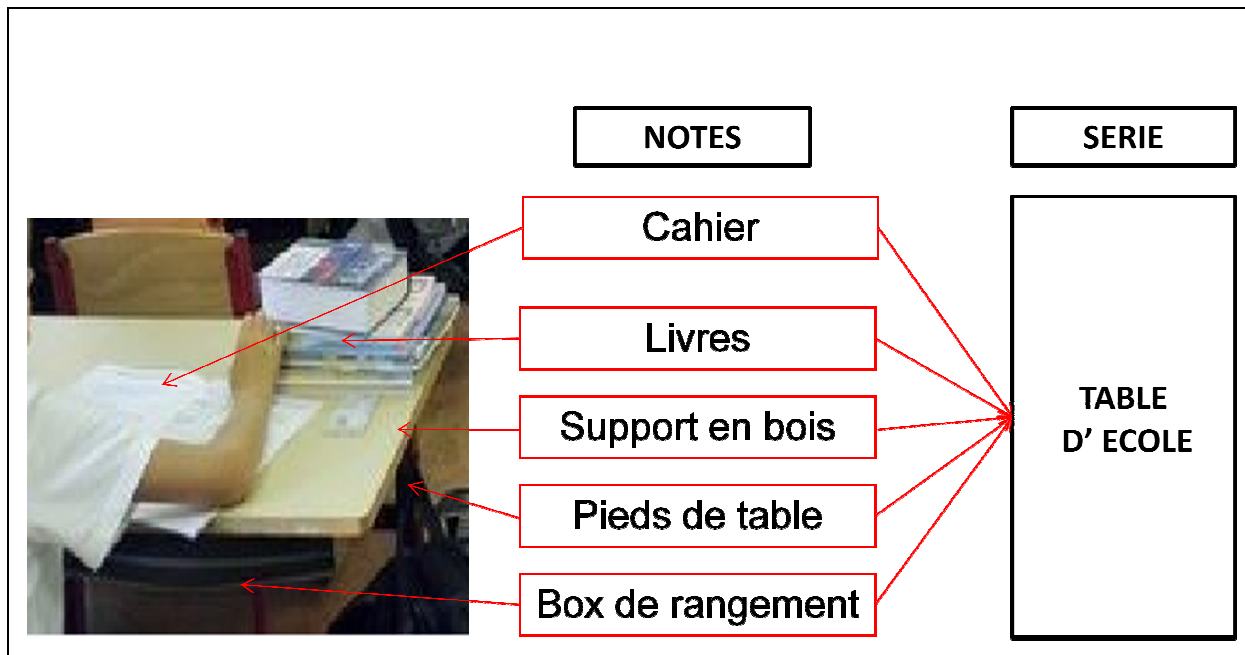 NOTES
SERIE
Cahier
Livres
Support en bois
Pieds de table
Box de rangement
TABLE
D’ ECOLE